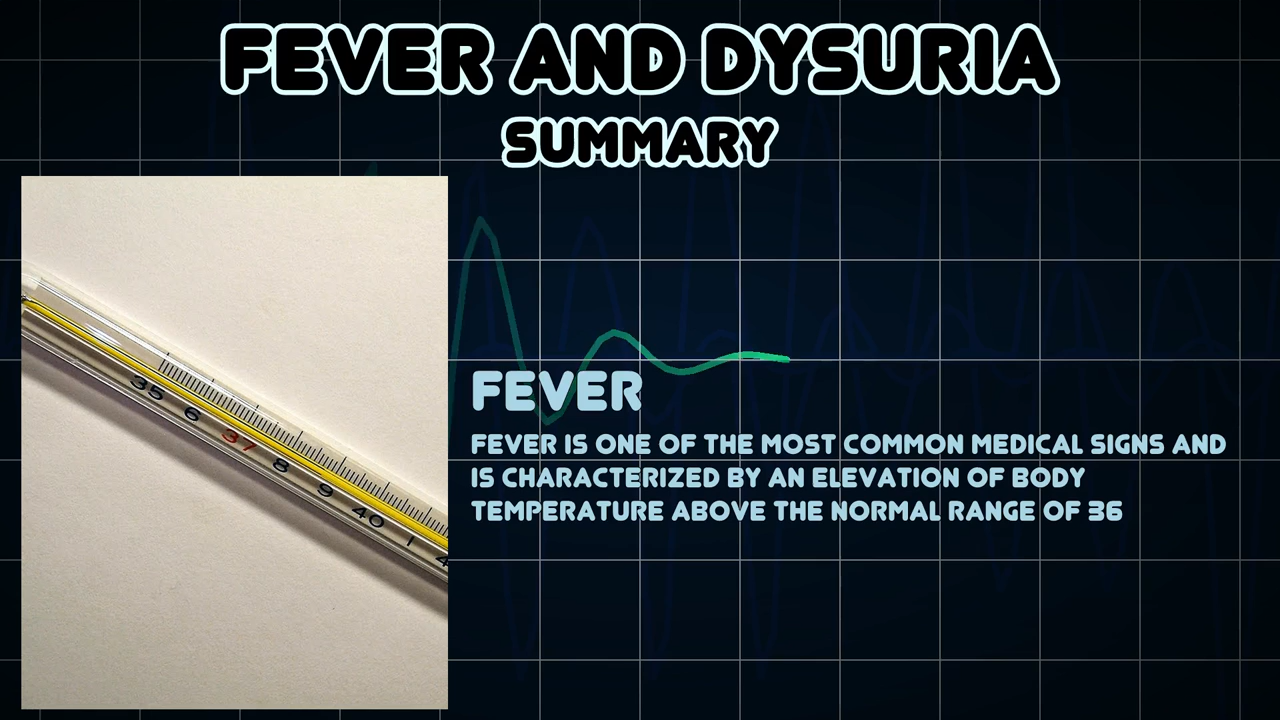 FEVER AND DYSURIA
SUMMARY
35 6 37 8 9 40 1
FEVER
FEVER IS ONE OF THE MOST COMMON MEDICAL SIGNS AND
IS CHARACTERIZED BY AN ELEVATION OF BODY
TEMPERATURE ABOVE THE NORMAL RANGE OF 36